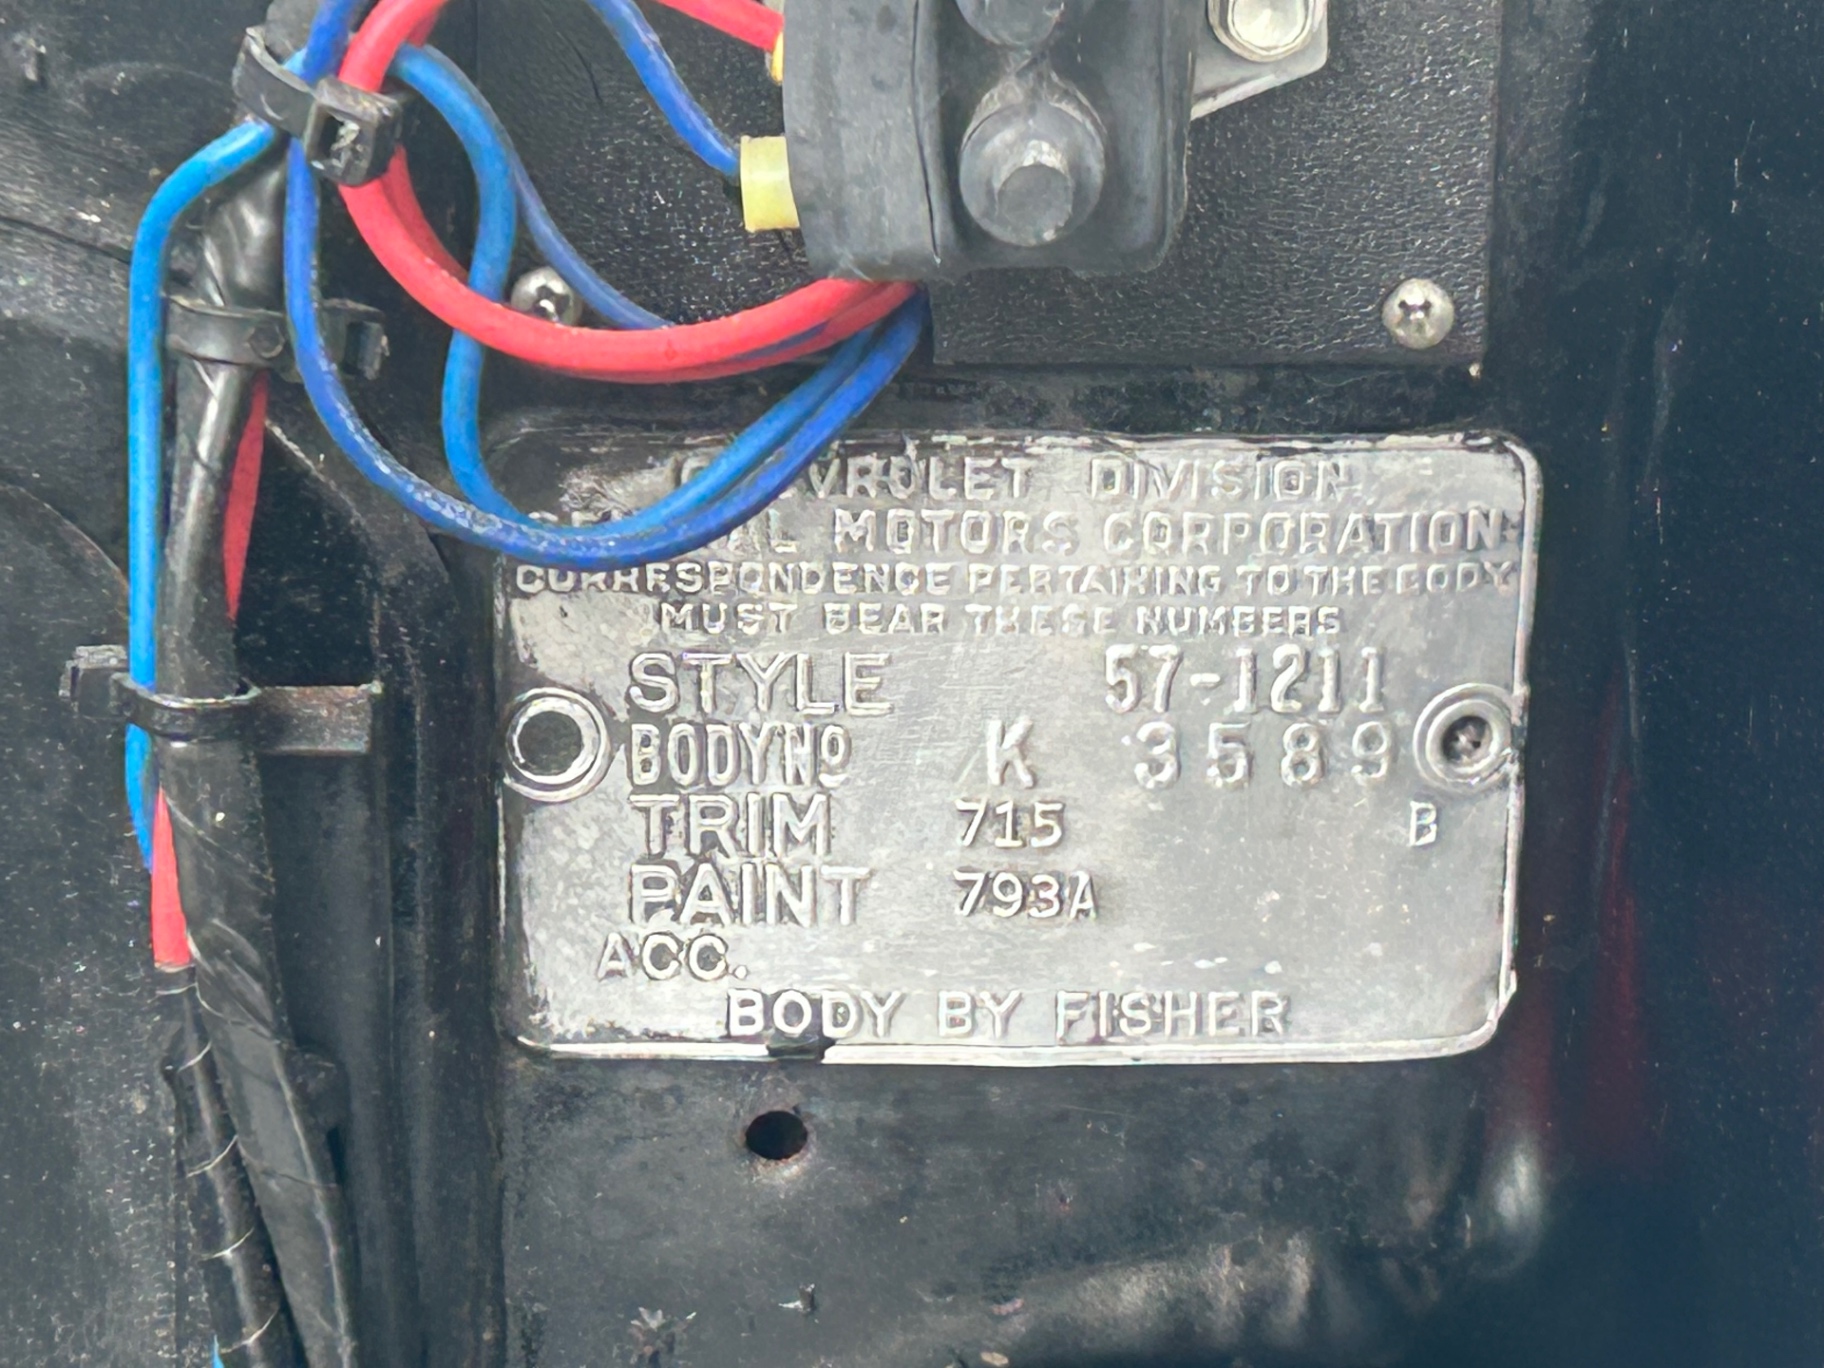 CHEVROLET DIVISION
GENERAL MOTORS CORPORATION
CORRESPONDENCE PERTAINING TO THE BODY
MUST BEAR THESE NUMBERS
STYLE 57-1211
BODY NO K 3589
TRIM 715 B
PAINT 793A
ACC.
BODY BY FISHER